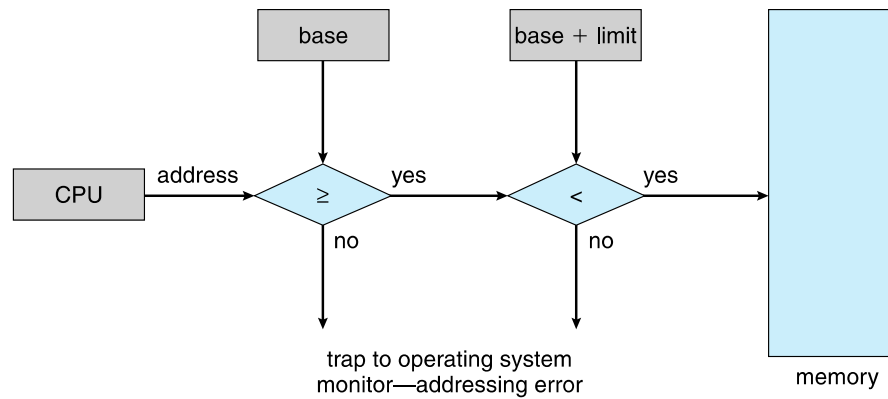 base
base + limit
CPU
address
≥
yes
<
yes
no
no
trap to operating system
monitor—addressing error
memory